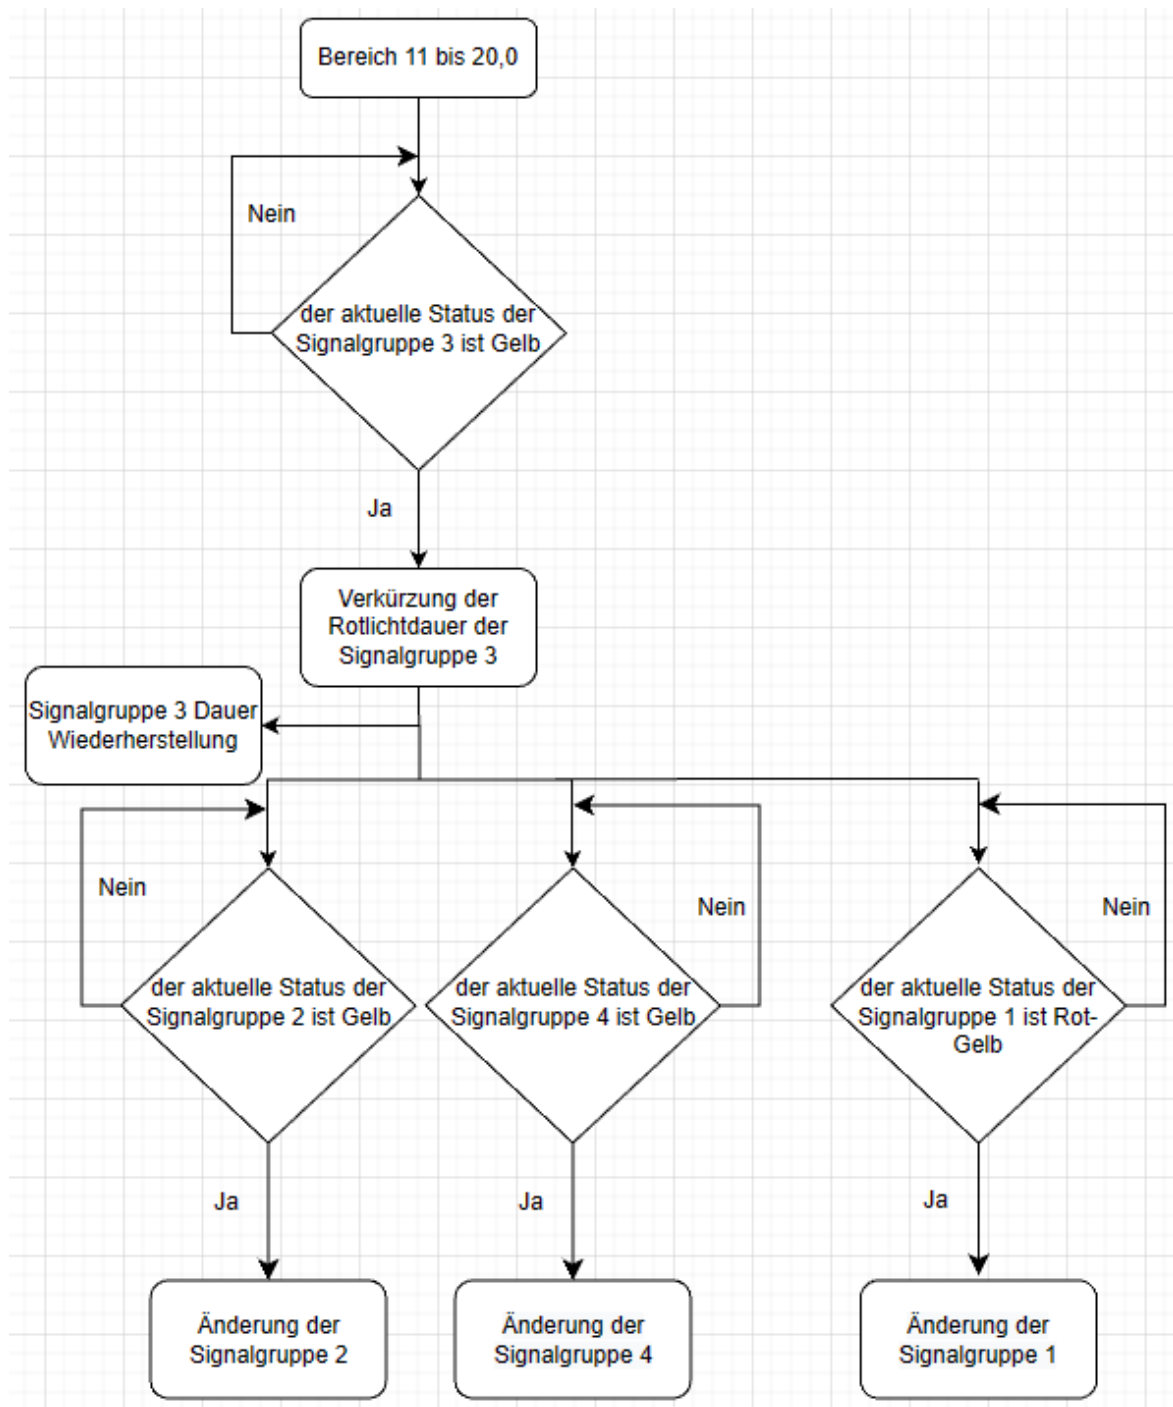 Bereich 11 bis 20,0
Nein
der aktuelle Status der
Signalgruppe 3 ist Gelb
Ja
Verkürzung der
Rotlichtdauer der
Signalgruppe 3
Signalgruppe 3 Dauer
Wiederherstellung
Nein
Nein
Nein
der aktuelle Status der
Signalgruppe 2 ist Gelb
der aktuelle Status der
Signalgruppe 4 ist Gelb
der aktuelle Status der
Signalgruppe 1 ist Rot-
Gelb
Ja
Ja
Ja
Änderung der
Signalgruppe 2
Änderung der
Signalgruppe 4
Änderung der
Signalgruppe 1